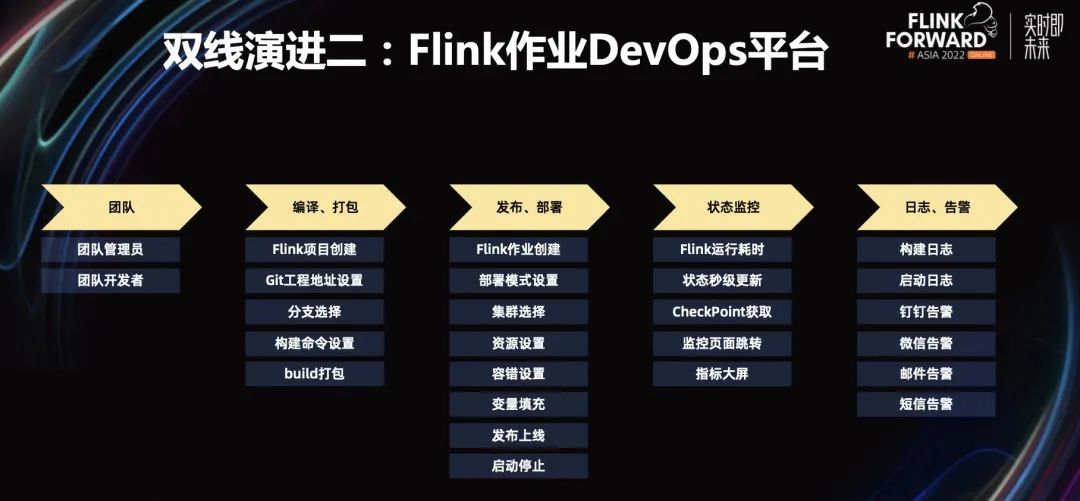 双线演进二：Flink作业DevOps平台
FLINK
FORWARD
# ASIA 2022 ONLINE
实时即
未来
团队
团队管理员
团队开发者
编译、打包
Flink项目创建
Git工程地址设置
分支选择
构建命令设置
build打包
发布、部署
Flink作业创建
部署模式设置
集群选择
资源设置
容错设置
变量填充
发布上线
启动停止
状态监控
Flink运行耗时
状态秒级更新
CheckPoint获取
监控页面跳转
指标大屏
日志、告警
构建日志
启动日志
钉钉告警
微信告警
邮件告警
短信告警